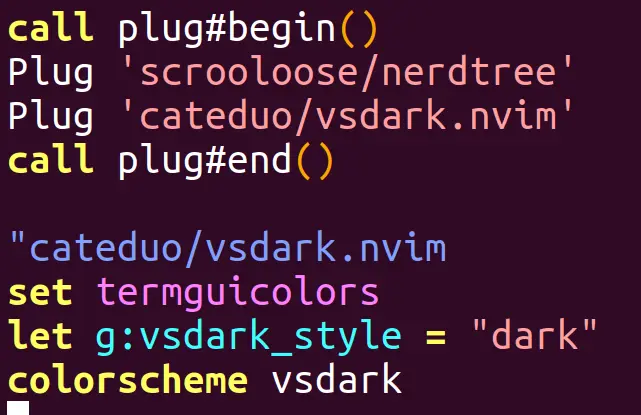 call plug#begin()
Plug 'scrooloose/nerdtree'
Plug 'cateduo/vsdark.nvim'
call plug#end()

"cateduo/vsdark.nvim
set termguicolors
let g:vsdark_style = "dark"
colorscheme vsdark